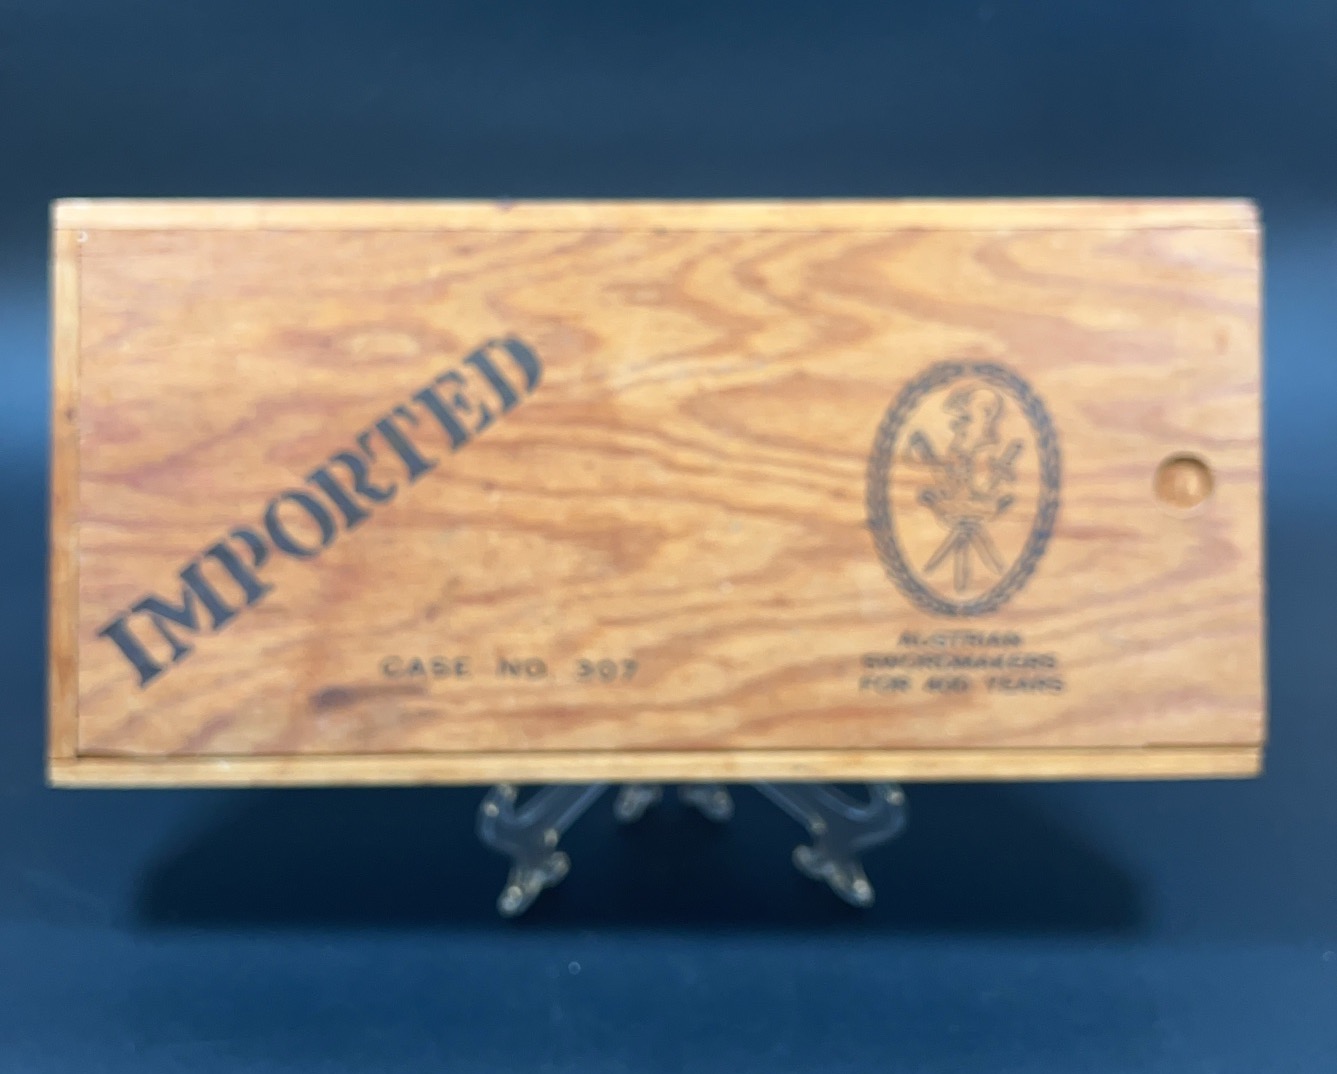 IMPORTED
CASE NO. 307
AUSTRIAN
SWORDMAKERS
FOR 400 YEARS